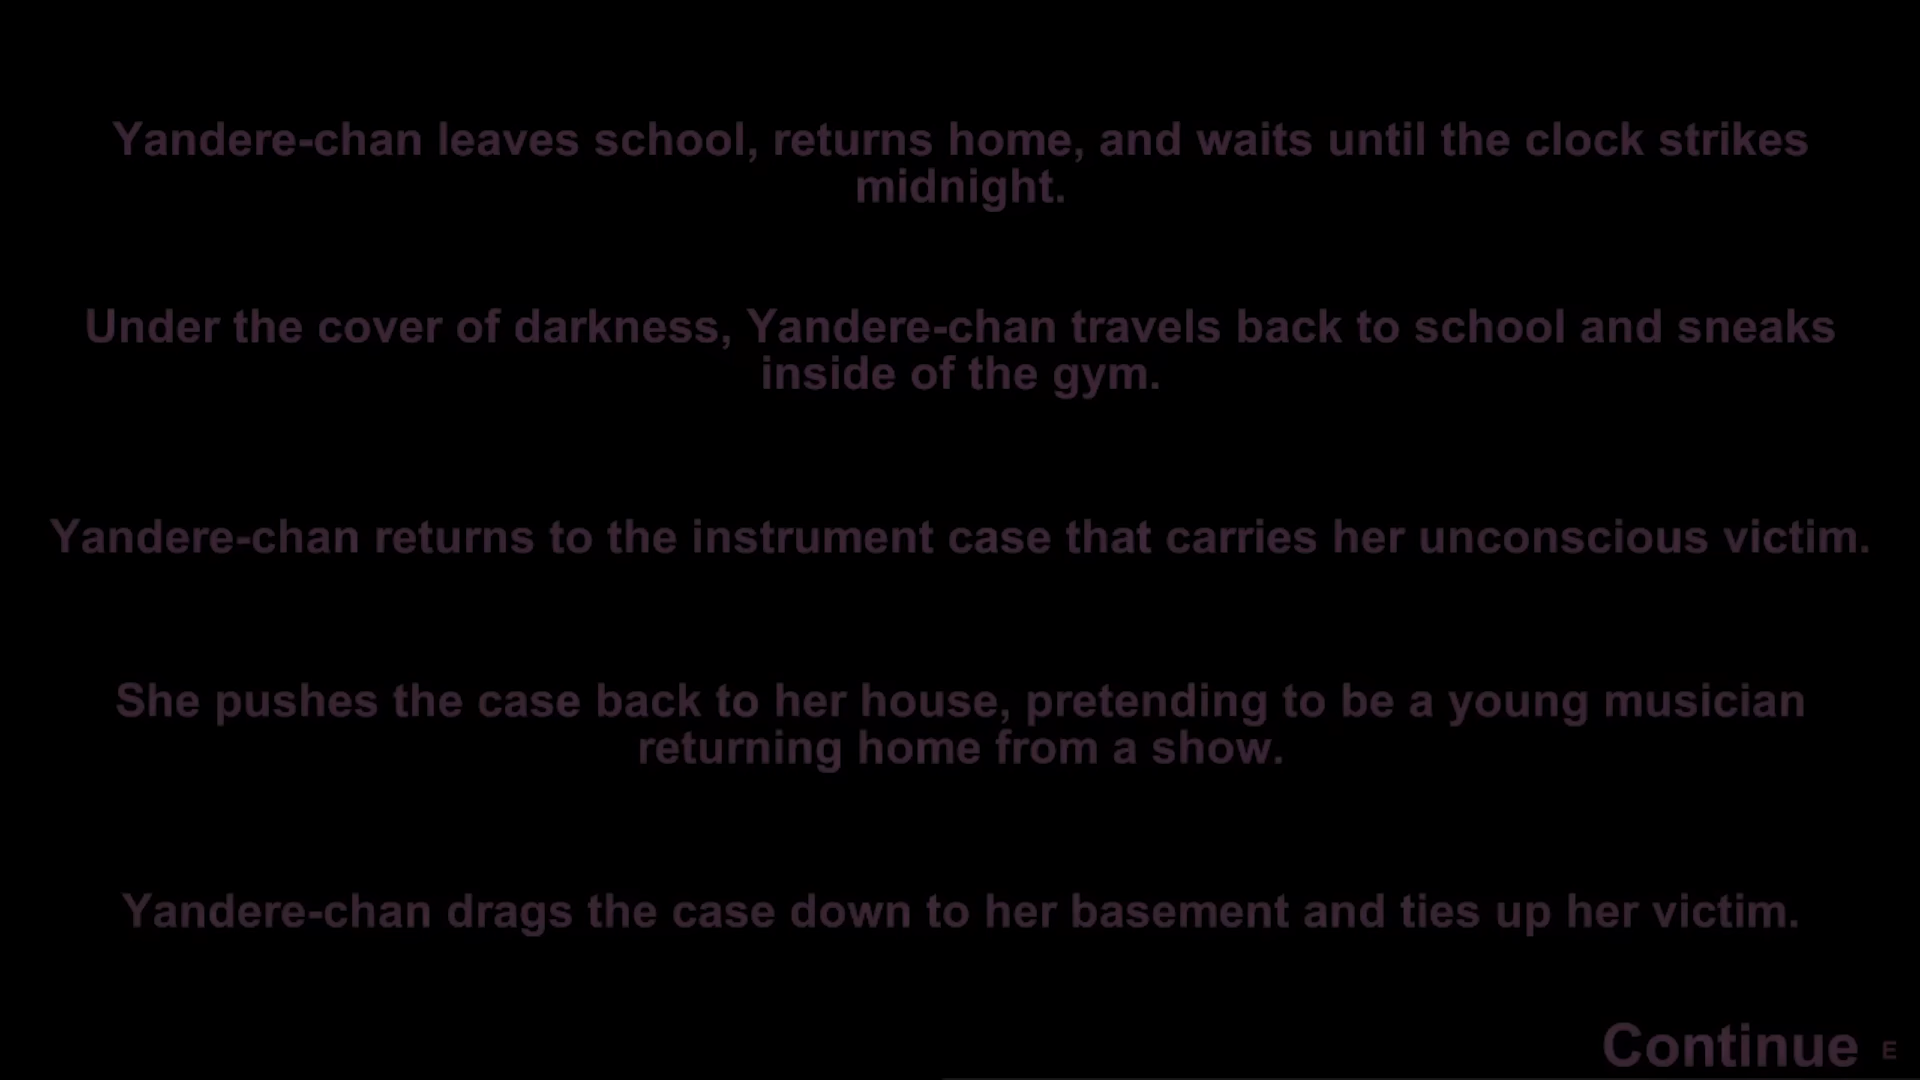 Yandere-chan leaves school, returns home, and waits until the clock strikes
midnight.
Under the cover of darkness, Yandere-chan travels back to school and sneaks
inside of the gym.
Yandere-chan returns to the instrument case that carries her unconscious victim.
She pushes the case back to her house, pretending to be a young musician
returning home from a show.
Yandere-chan drags the case down to her basement and ties up her victim.
Continue E